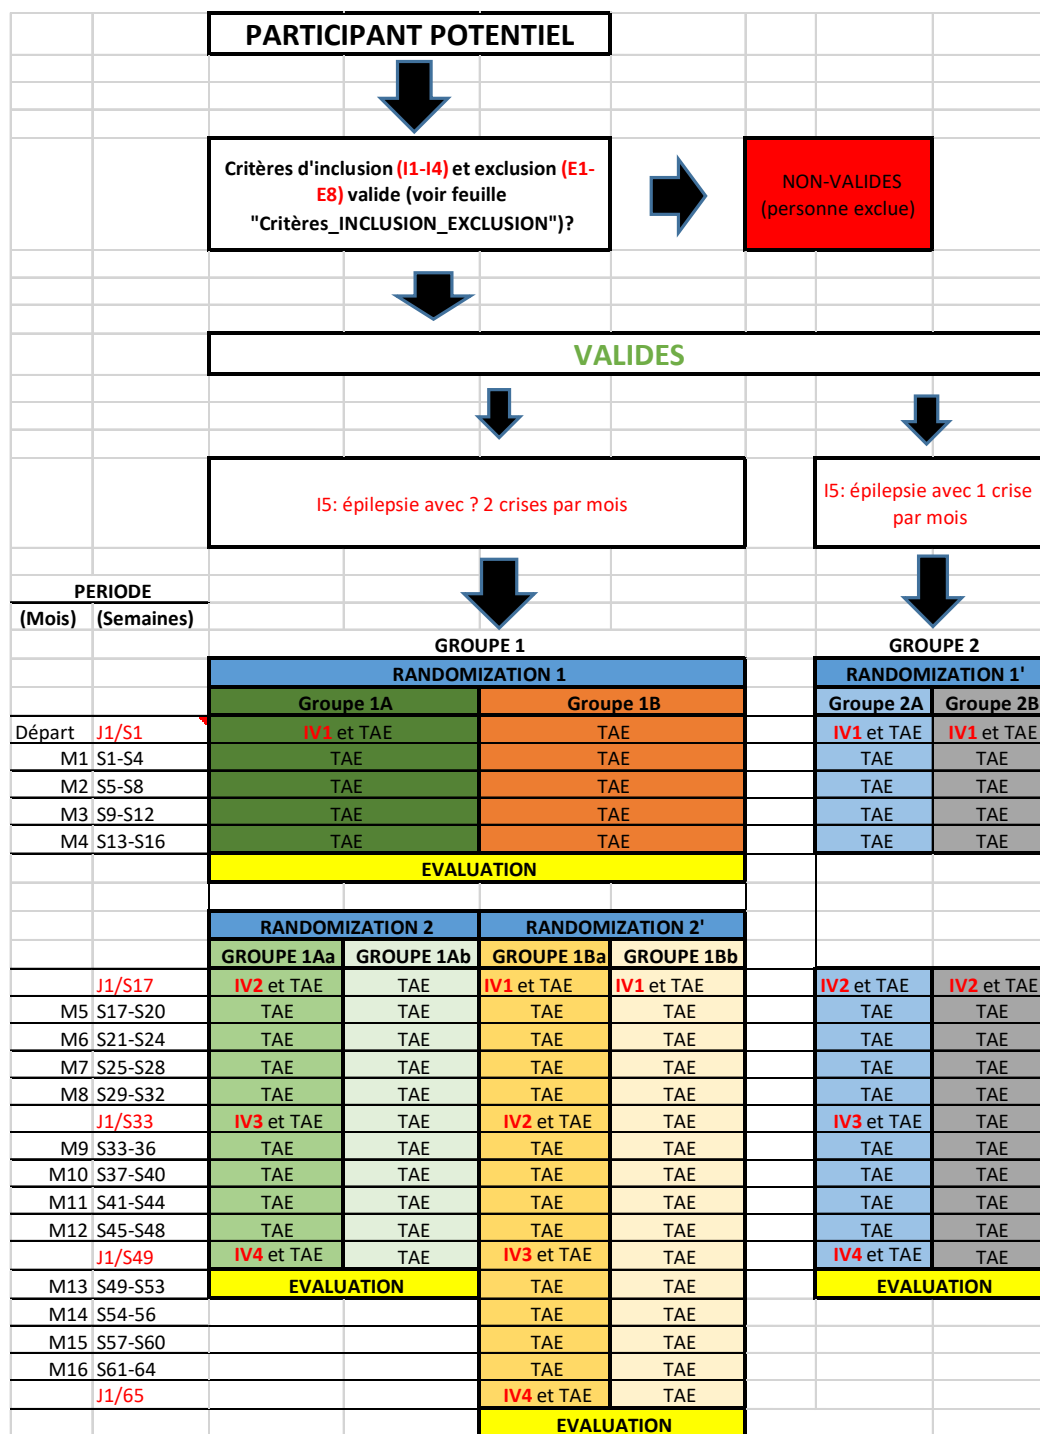 PARTICIPANT POTENTIEL
Critères d'inclusion (I1-I4) et exclusion (E1-
E8) valide (voir feuille
"Critères_INCLUSION_EXCLUSION")?
NON-VALIDES
(personne exclue)
VALIDES
I5: épilepsie avec ? 2 crises par mois
I5: épilepsie avec 1 crise
par mois
PERIODE
(Mois) (Semaines)
GROUPE 1 GROUPE 2
RANDOMIZATION 1 RANDOMIZATION 1'
Groupe 1A Groupe 1B Groupe 2A Groupe 2B
Départ J1/S1 IV1 et TAE TAE IV1 et TAE IV1 et TAE
M1 S1-S4 TAE TAE TAE TAE
M2 S5-S8 TAE TAE TAE TAE
M3 S9-S12 TAE TAE TAE TAE
M4 S13-S16 TAE TAE TAE TAE
EVALUATION
RANDOMIZATION 2 RANDOMIZATION 2'
GROUPE 1Aa GROUPE 1Ab GROUPE 1Ba GROUPE 1Bb
J1/S17 IV2 et TAE TAE IV1 et TAE IV1 et TAE IV2 et TAE IV2 et TAE
M5 S17-S20 TAE TAE TAE TAE TAE TAE
M6 S21-S24 TAE TAE TAE TAE TAE TAE
M7 S25-S28 TAE TAE TAE TAE TAE TAE
M8 S29-S32 TAE TAE TAE TAE TAE TAE
J1/S33 IV3 et TAE TAE IV2 et TAE TAE IV3 et TAE TAE
M9 S33-36 TAE TAE TAE TAE TAE TAE
M10 S37-S40 TAE TAE TAE TAE TAE TAE
M11 S41-S44 TAE TAE TAE TAE TAE TAE
M12 S45-S48 TAE TAE TAE TAE TAE TAE
J1/S49 IV4 et TAE TAE IV3 et TAE TAE IV4 et TAE TAE
M13 S49-S53 EVALUATION TAE TAE EVALUATION
M14 S54-56 TAE TAE
M15 S57-S60 TAE TAE
M16 S61-64 TAE TAE
J1/65 IV4 et TAE TAE
EVALUATION